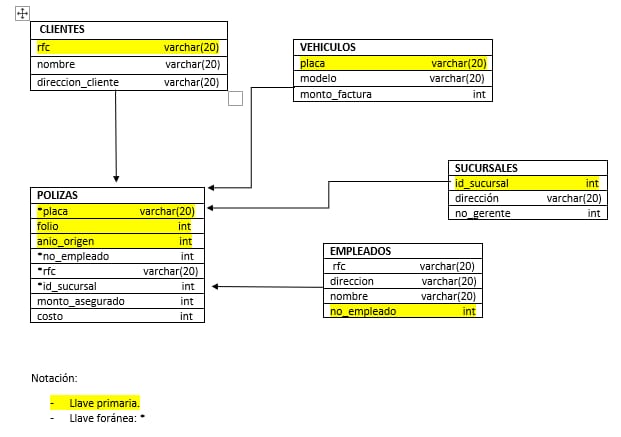 CLIENTES
rfc varchar(20)
nombre varchar(20)
direccion_cliente varchar(20)
VEHICULOS
placa varchar(20)
modelo varchar(20)
monto_factura int
SUCURSALES
id_sucursal int
dirección varchar(20)
no_gerente int
POLIZAS
*placa varchar(20)
folio int
anio_origen int
*no_empleado int
*rfc varchar(20)
*id_sucursal int
monto_asegurado int
costo int
EMPLEADOS
rfc varchar(20)
direccion varchar(20)
nombre varchar(20)
no_empleado int
Notación:
- Llave primaria.
- Llave foránea: *